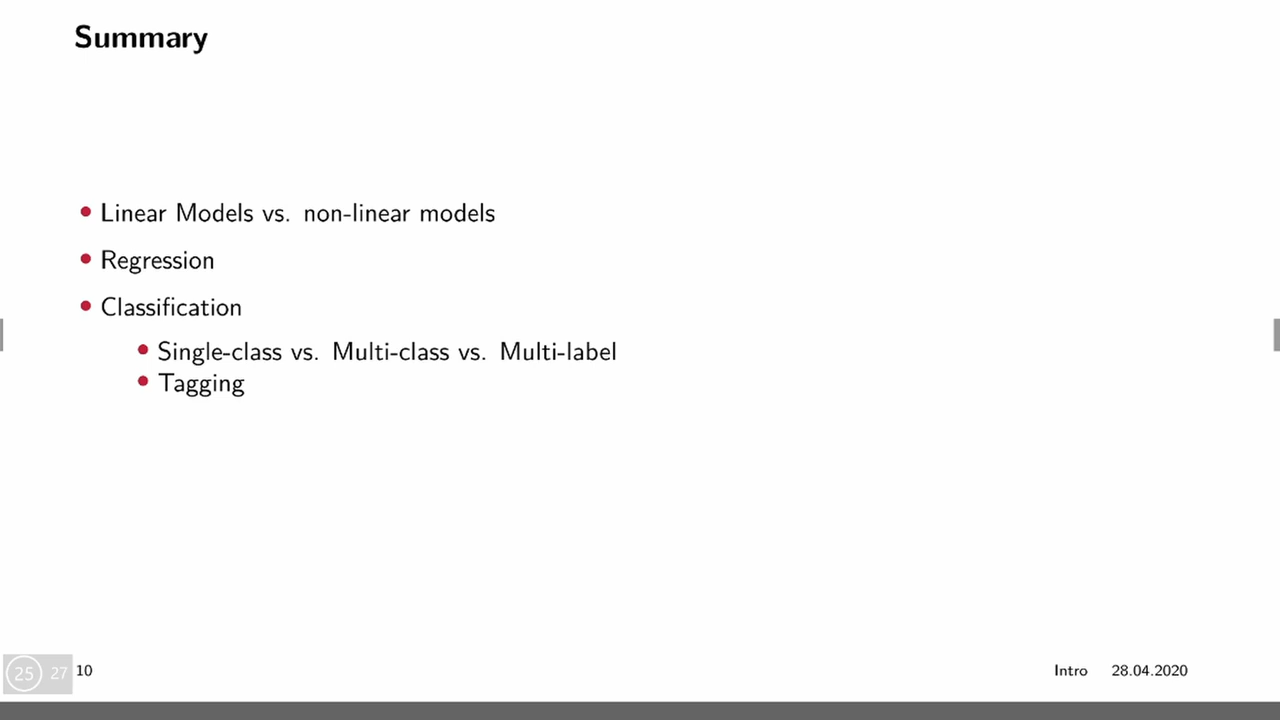 Summary
Linear Models vs. non-linear models
Regression
Classification
Single-class vs. Multi-class vs. Multi-label
Tagging
25 27 10 Intro 28.04.2020